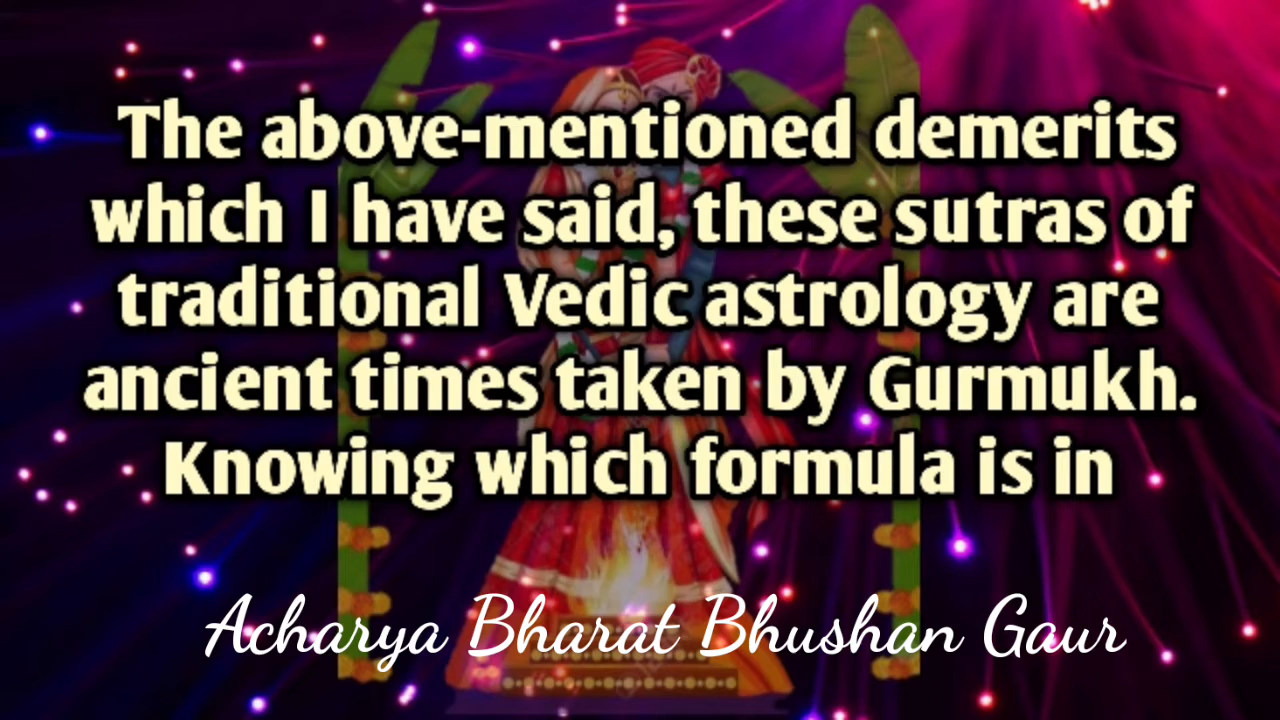 The above-mentioned demerits
which I have said, these sutras of
traditional Vedic astrology are
ancient times taken by Gurmukh.
Knowing which formula is in
Acharya Bharat Bhushan Gaur